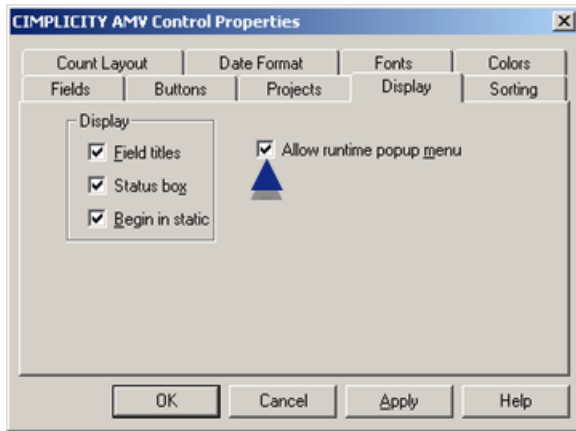 CIMPLICITY AMV Control Properties
Count Layout Date Format Fonts Colors
Fields Buttons Projects Display Sorting
Display
Field titles
Allow runtime popup menu
Status box
Begin in static
OK Cancel Apply Help